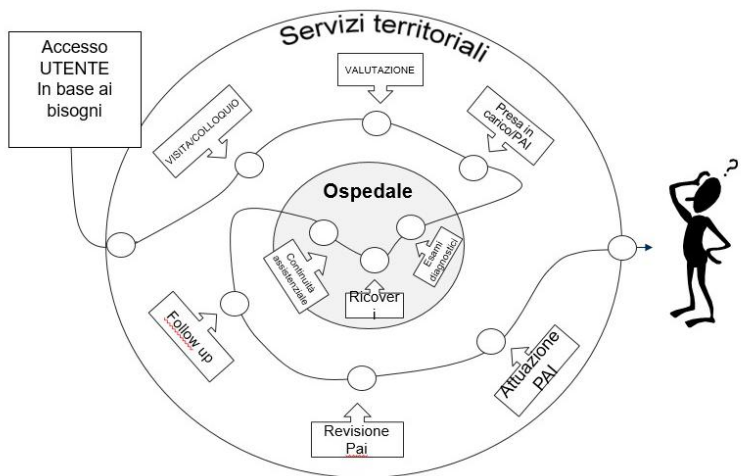 Accesso
UTENTE
In base ai
bisogni
Servizi territoriali
VALUTAZIONE
VISITA/COLLOQUIO
Presa in
carico/PAI
Ospedale
Continuità
assistenziale
Ricover
i
Esami
diagnostici
Follow up
Revisione
Pai
Attuazione
PAI
?